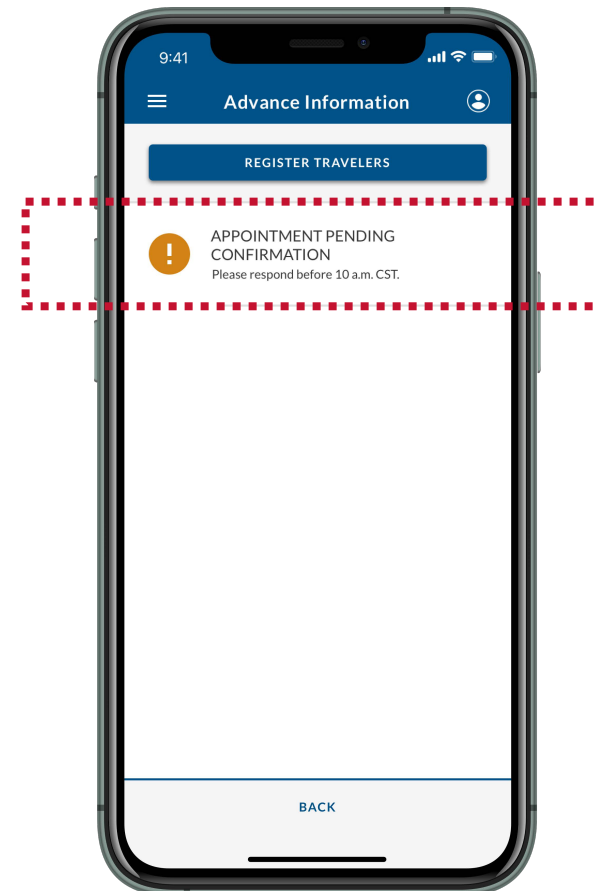 9:41
Advance Information
REGISTER TRAVELERS
APPOINTMENT PENDING
CONFIRMATION
Please respond before 10 a.m. CST.
BACK